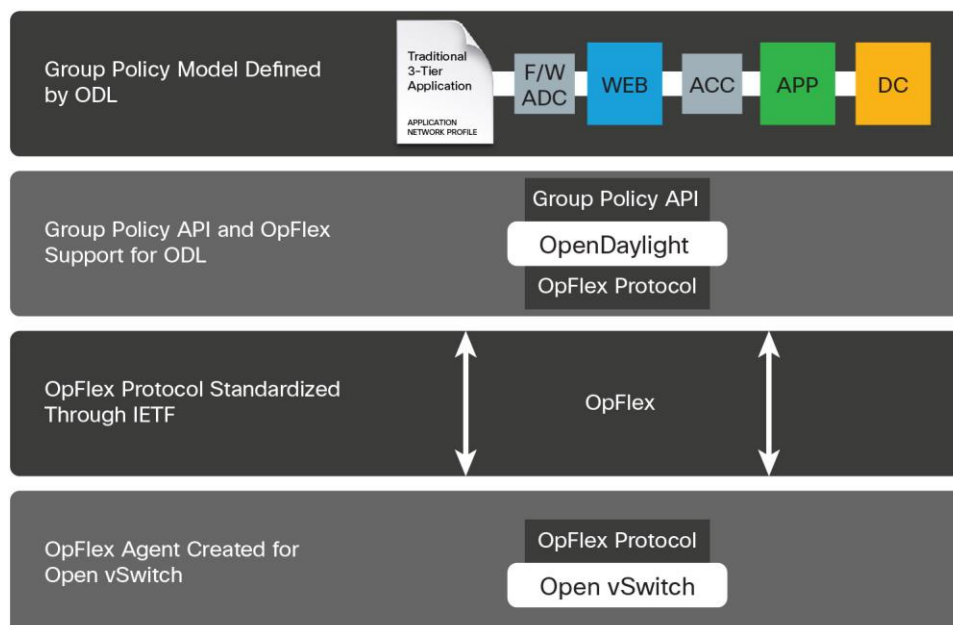 Group Policy Model Defined
by ODL
Traditional
3-Tier
Application
APPLICATION
NETWORK PROFILE
F/W
ADC
WEB
ACC
APP
DC
Group Policy API and OpFlex
Support for ODL
Group Policy API
OpenDaylight
OpFlex Protocol
OpFlex Protocol Standardized
Through IETF
OpFlex
OpFlex Agent Created for
Open vSwitch
OpFlex Protocol
Open vSwitch